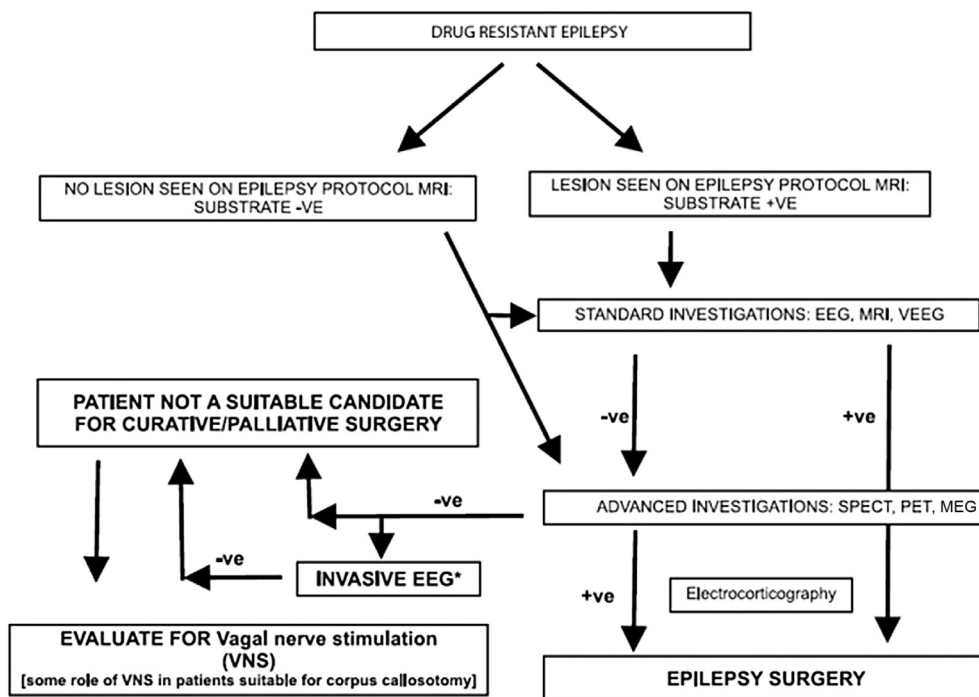 DRUG RESISTANT EPILEPSY
NO LESION SEEN ON EPILEPSY PROTOCOL MRI:
SUBSTRATE -VE
LESION SEEN ON EPILEPSY PROTOCOL MRI:
SUBSTRATE +VE
STANDARD INVESTIGATIONS: EEG, MRI, VEEG
PATIENT NOT A SUITABLE CANDIDATE
FOR CURATIVE/PALLIATIVE SURGERY
-ve
+ve
-ve
ADVANCED INVESTIGATIONS: SPECT, PET, MEG
-ve
INVASIVE EEG*
+ve
Electrocorticography
EVALUATE FOR Vagal nerve stimulation
(VNS)
[some role of VNS in patients suitable for corpus callosotomy]
EPILEPSY SURGERY